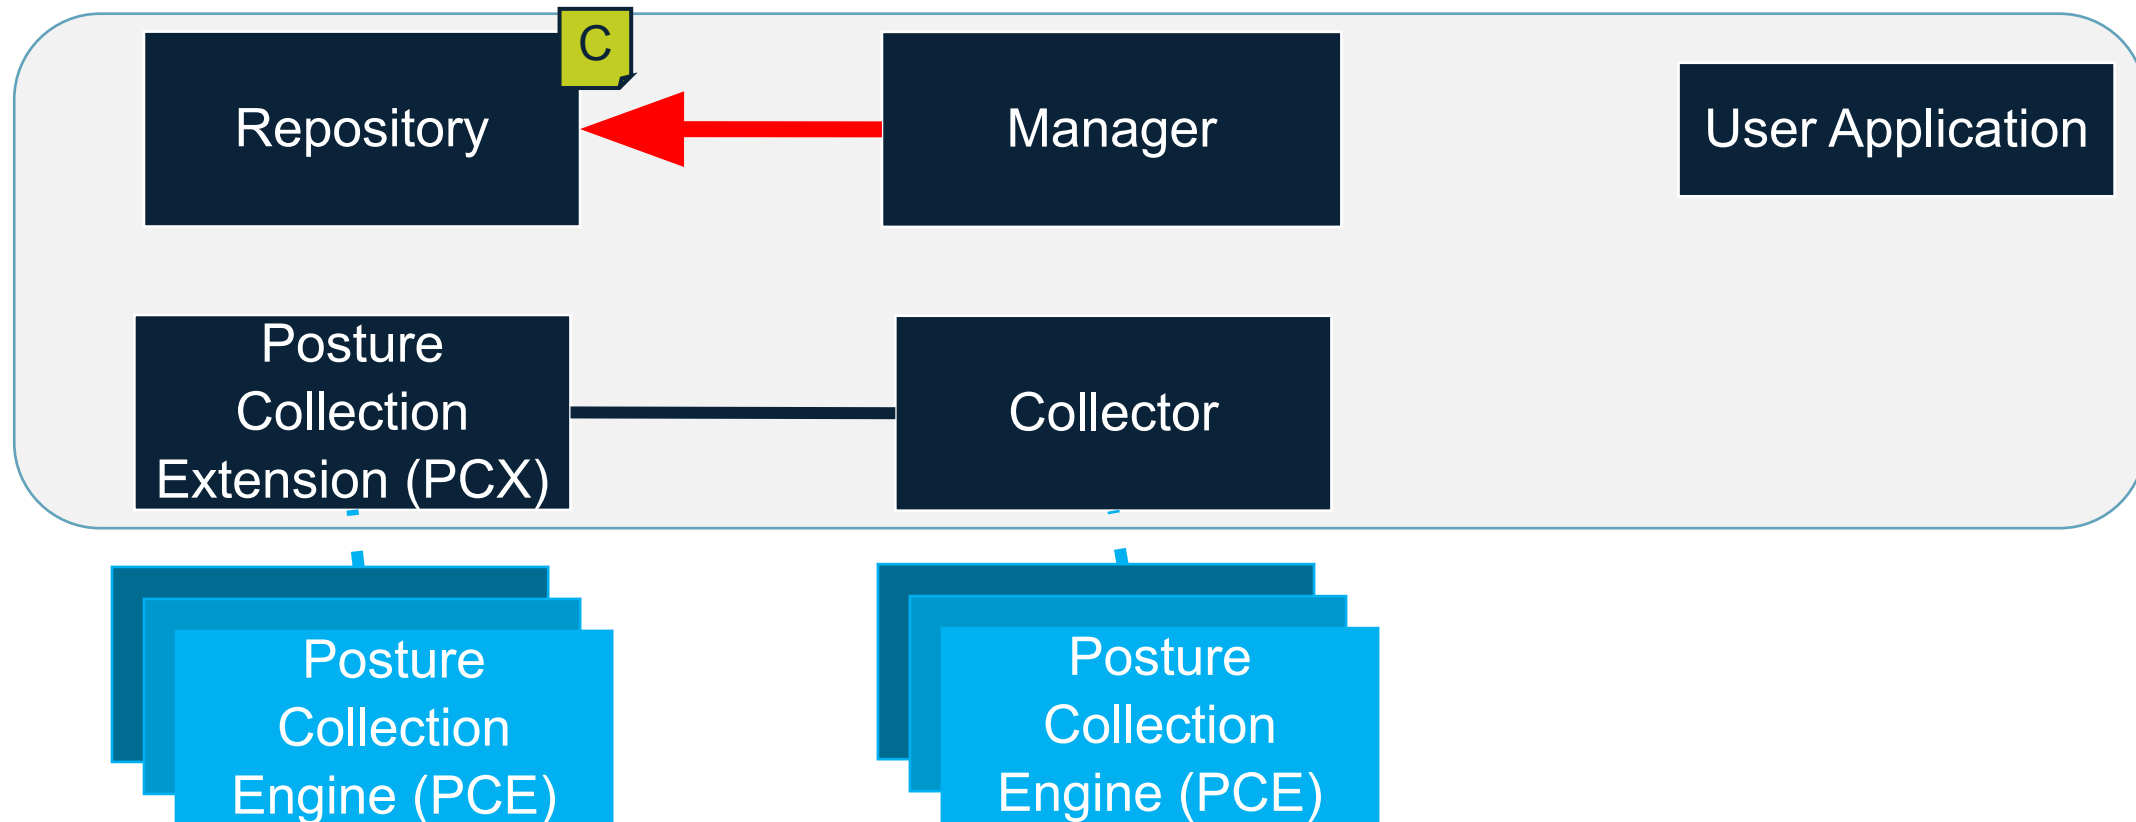 C
Repository
Manager
User Application
Posture
Collection
Extension (PCX)
Collector
Posture
Collection
Engine (PCE)
Posture
Collection
Engine (PCE)